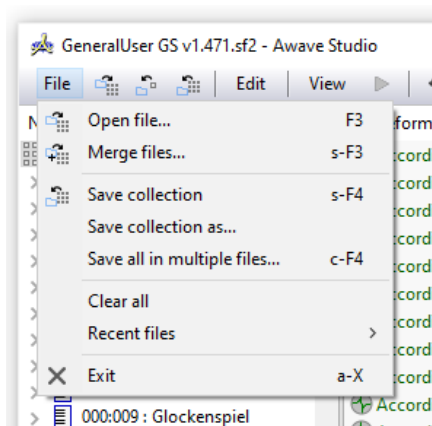 GeneralUser GS v1.471.sf2 - Awave Studio
File Edit View
Open file... F3
Merge files... s-F3
Save collection s-F4
Save collection as...
Save all in multiple files... c-F4
Clear all
Recent files
Exit a-X
Accord
000:009 : Glockenspiel